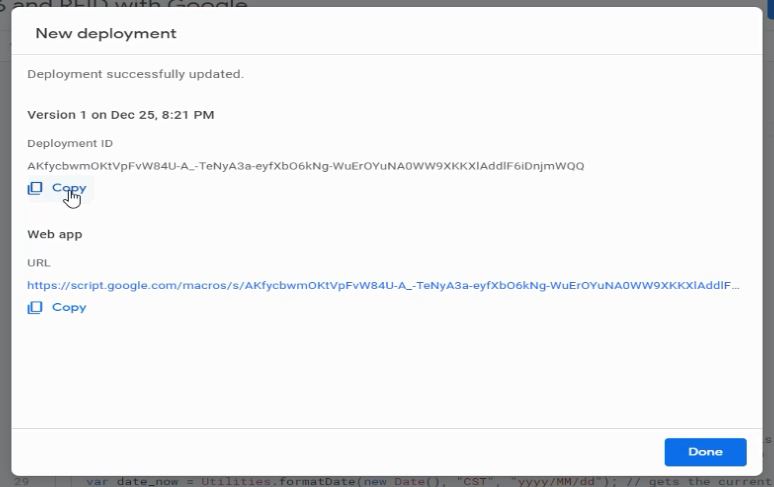 and RFID with Google
New deployment
Deployment successfully updated.
Version 1 on Dec 25, 8:21 PM
Deployment ID
AKfycbwmOKtVpFvW84U-A_-TeNyA3a-eyfXbO6kNg-WuErOYuNA0WW9XKKXlAddlF6iDnjmWQQ
Copy
Web app
URL
https://script.google.com/macros/s/AKfycbwmOKtVpFvW84U-A_-TeNyA3a-eyfXbO6kNg-WuErOYuNA0WW9XKKXlAddlF...
Copy
Done
29 var date_now = Utilities.formatDate(new Date(), "CST", "yyyy/MM/dd"); // gets the current